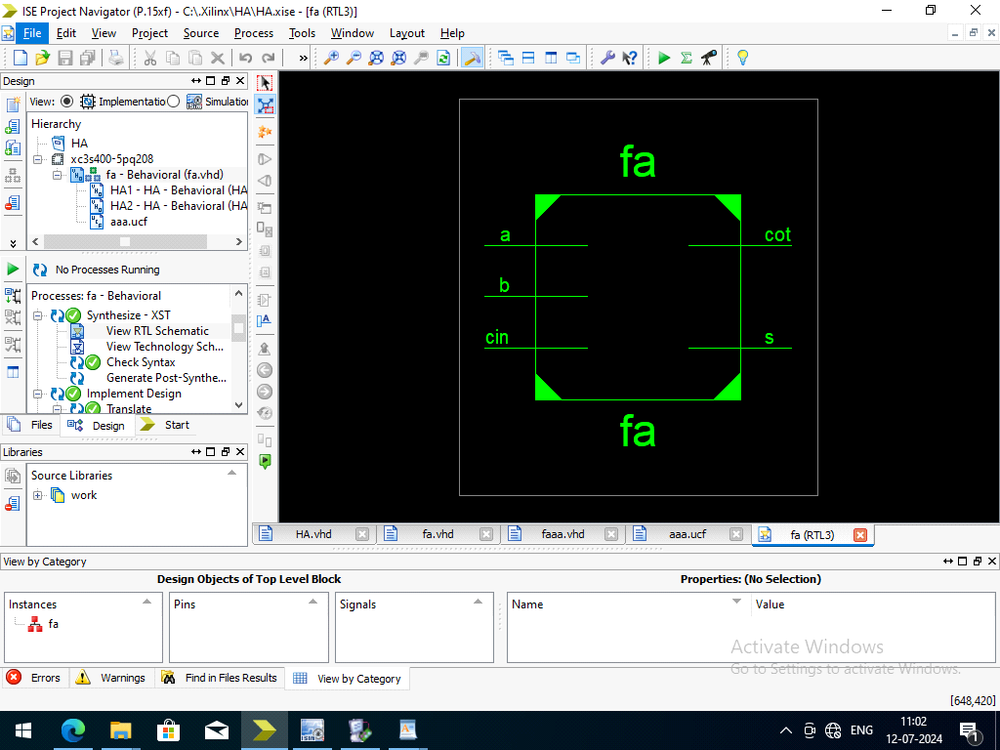 ISE Project Navigator (P.15xf) - C:\.Xilinx\HA\HA.xise - [fa (RTL3)]
File Edit View Project Source Process Tools Window Layout Help
Design
View: Implementatio Simulation
Hierarchy
HA
xc3s400-5pq208
fa - Behavioral (fa.vhd)
HA1 - HA - Behavioral (HA
HA2 - HA - Behavioral (HA
aaa.ucf
No Processes Running
Processes: fa - Behavioral
Synthesize - XST
View RTL Schematic
View Technology Sch...
Check Syntax
Generate Post-Synthe...
Implement Design
Translate
Files Design Start
Libraries
Source Libraries
work
fa
a cot
b
cin s
fa
HA.vhd fa.vhd faaa.vhd aaa.ucf fa (RTL3)
View by Category
Design Objects of Top Level Block Properties: (No Selection)
Instances Pins Signals Name Value
fa
Activate Windows
Go to Settings to activate Windows.
Errors Warnings Find in Files Results View by Category
[648,420]
ENG 11:02
12-07-2024
1